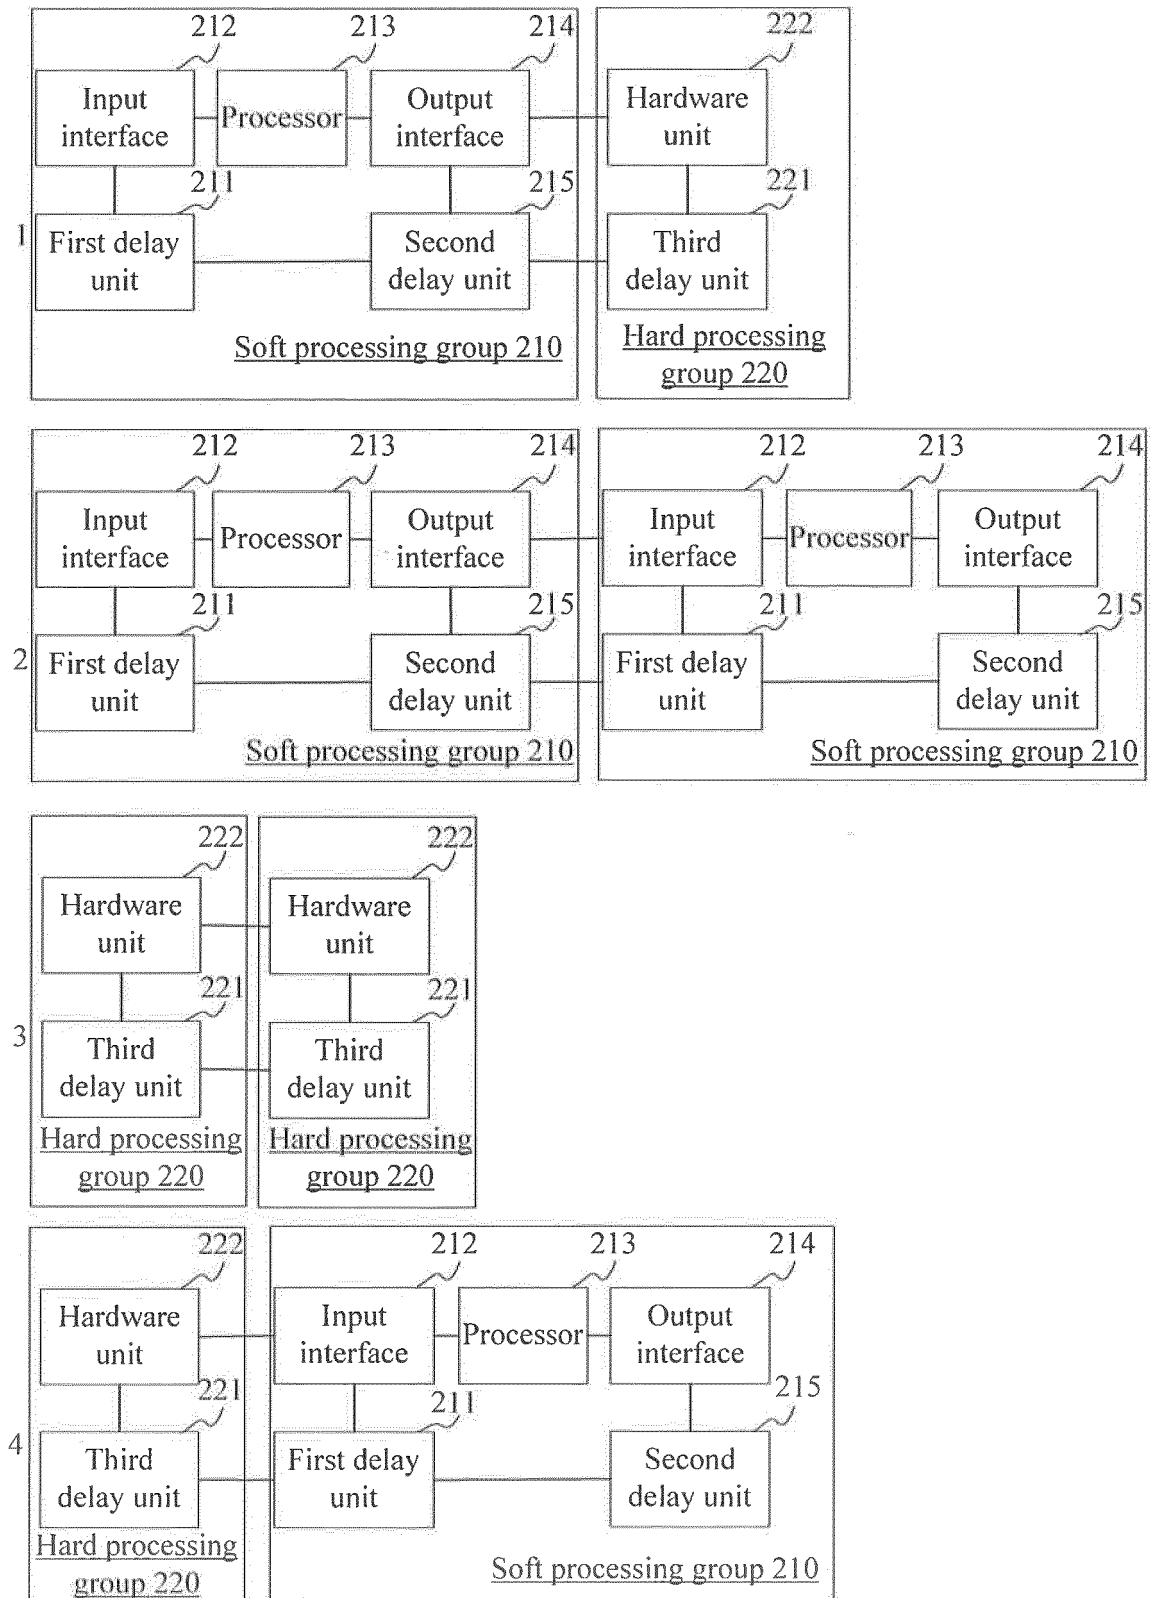 212 213 214 222
Input interface
Processor
Output interface
Hardware unit
211 215 221
1
First delay unit
Second delay unit
Third delay unit
Soft processing group 210
Hard processing group 220
212 213 214 212 213 214
Input interface
Processor
Output interface
Input interface
Processor
Output interface
211 215 211 215
2
First delay unit
Second delay unit
First delay unit
Second delay unit
Soft processing group 210
Soft processing group 210
222 222
Hardware unit
Hardware unit
221 221
3
Third delay unit
Third delay unit
Hard processing group 220
Hard processing group 220
222 212 213 214
Hardware unit
Input interface
Processor
Output interface
221 211 215
4
Third delay unit
First delay unit
Second delay unit
Hard processing group 220
Soft processing group 210